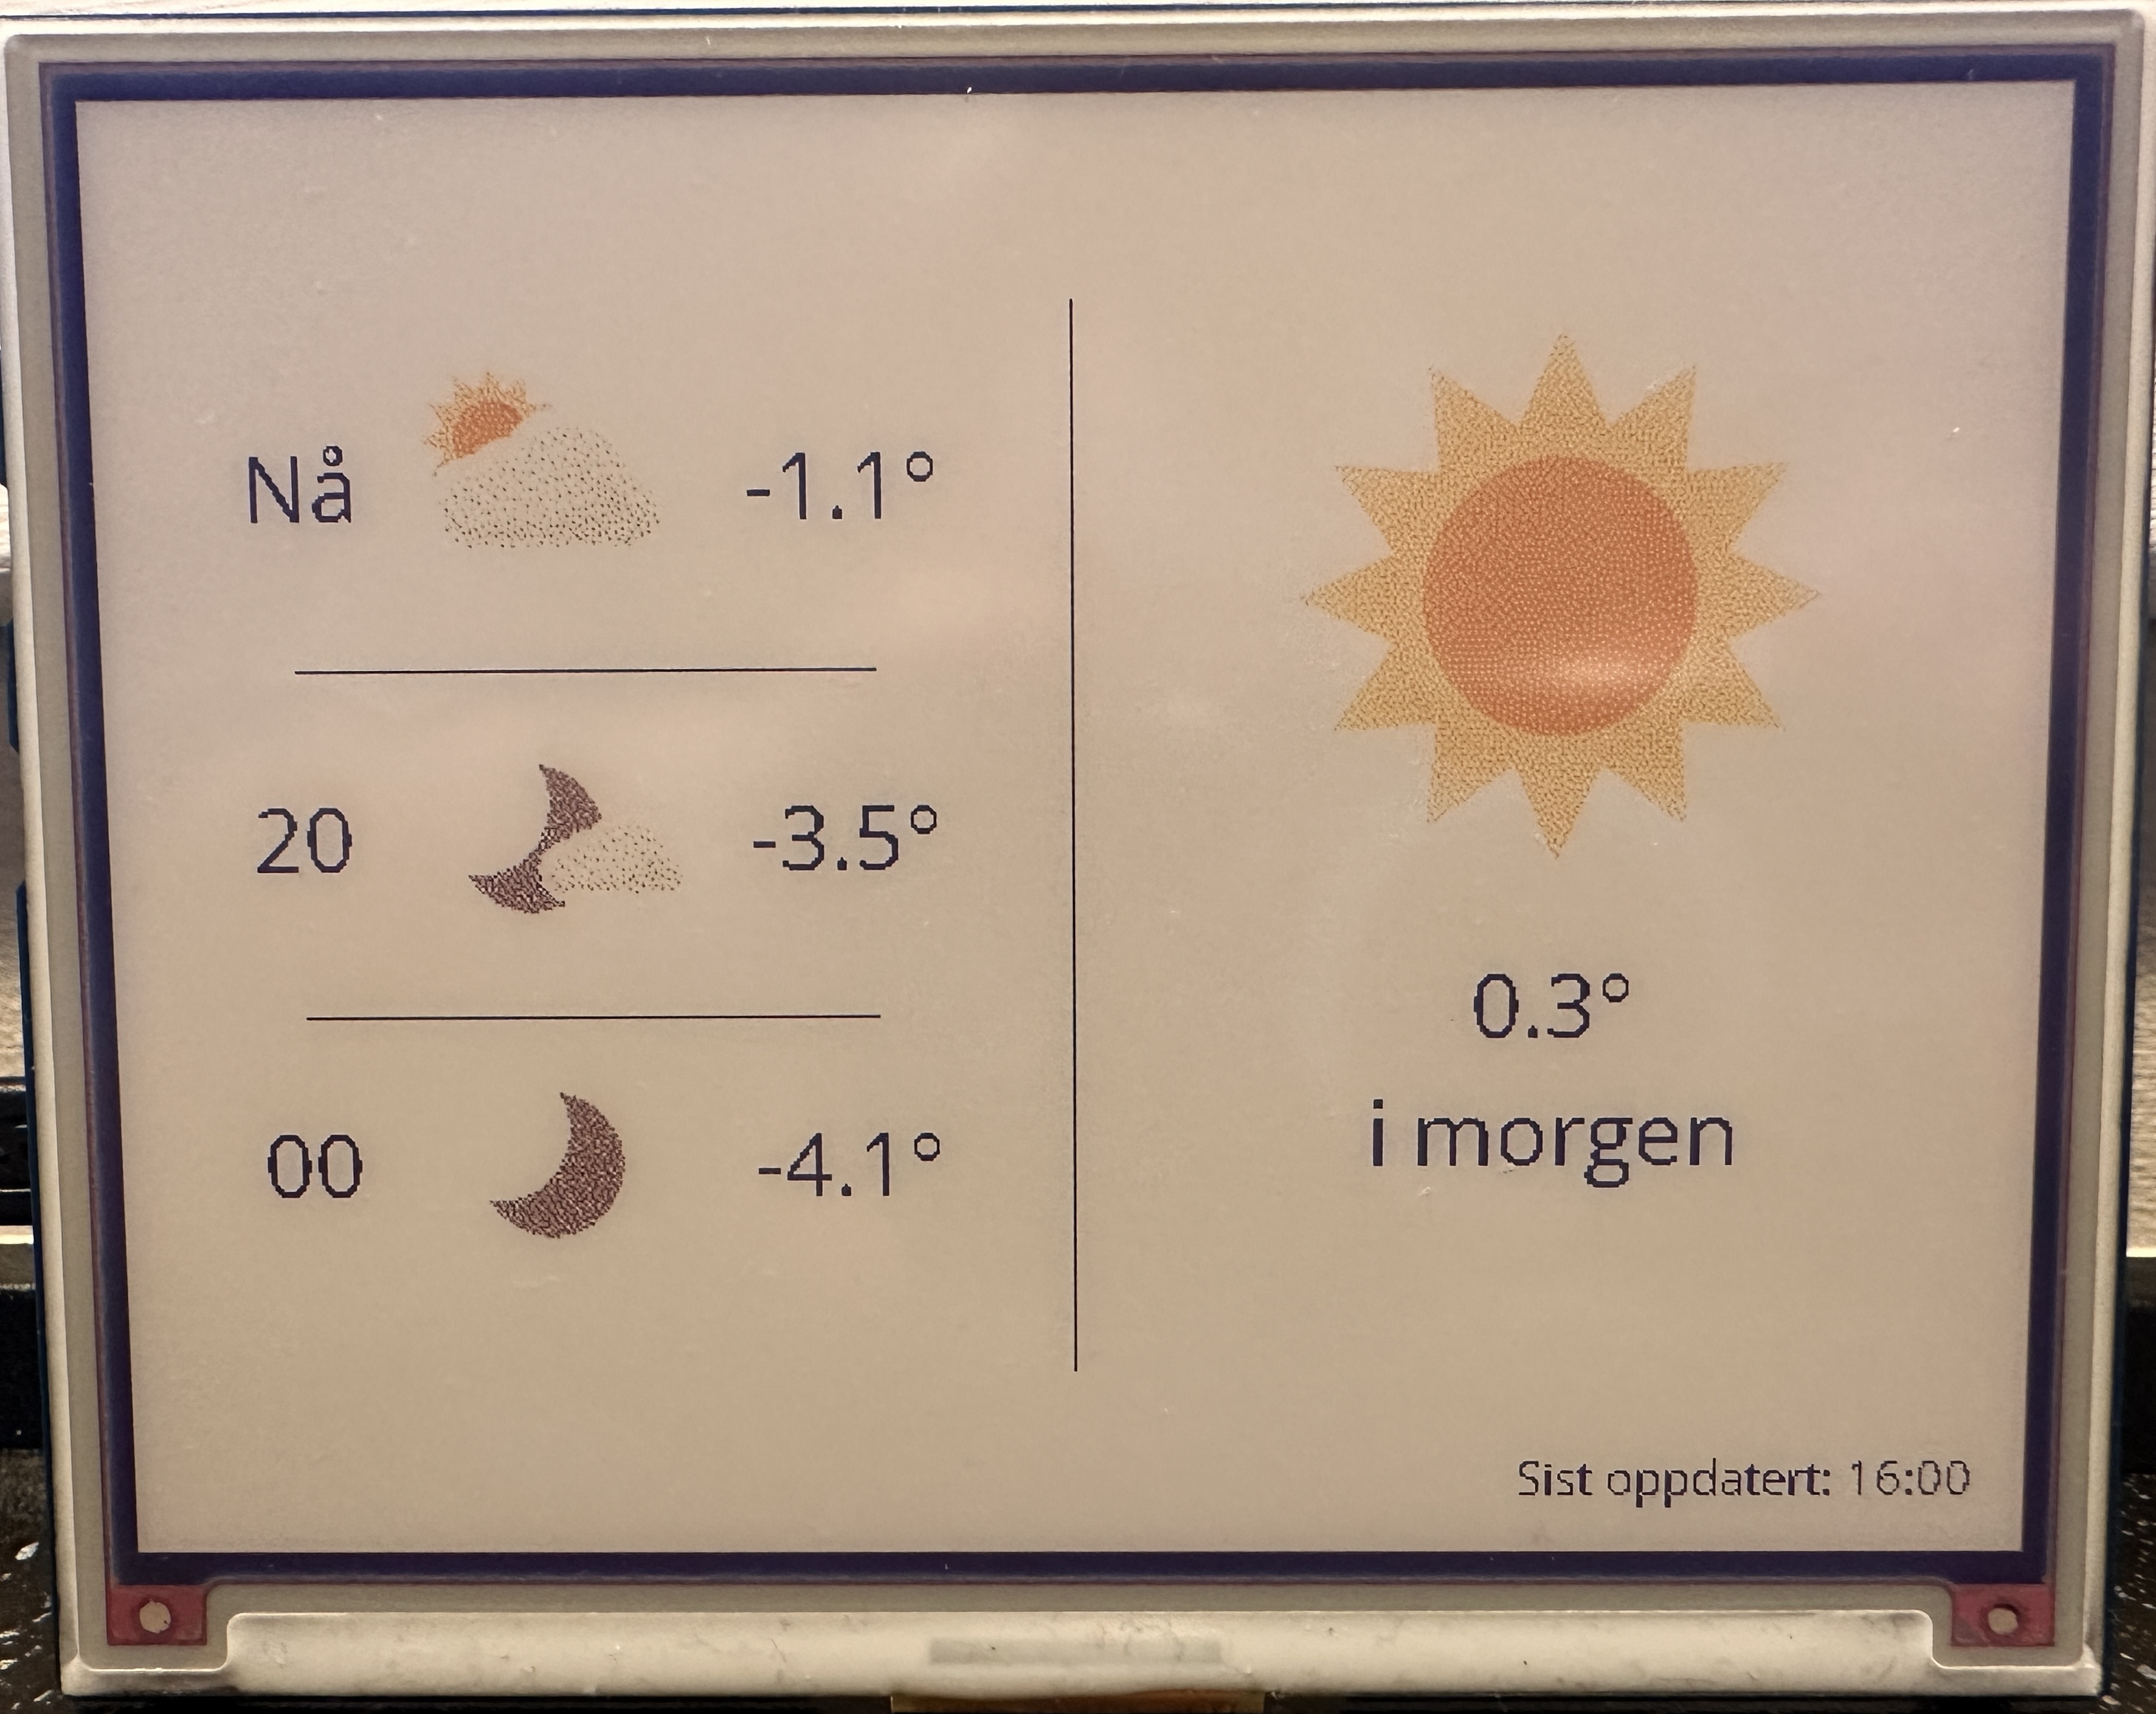 Nå -1.1°
20 -3.5°
00 -4.1°
0.3°
i morgen
Sist oppdatert: 16:00